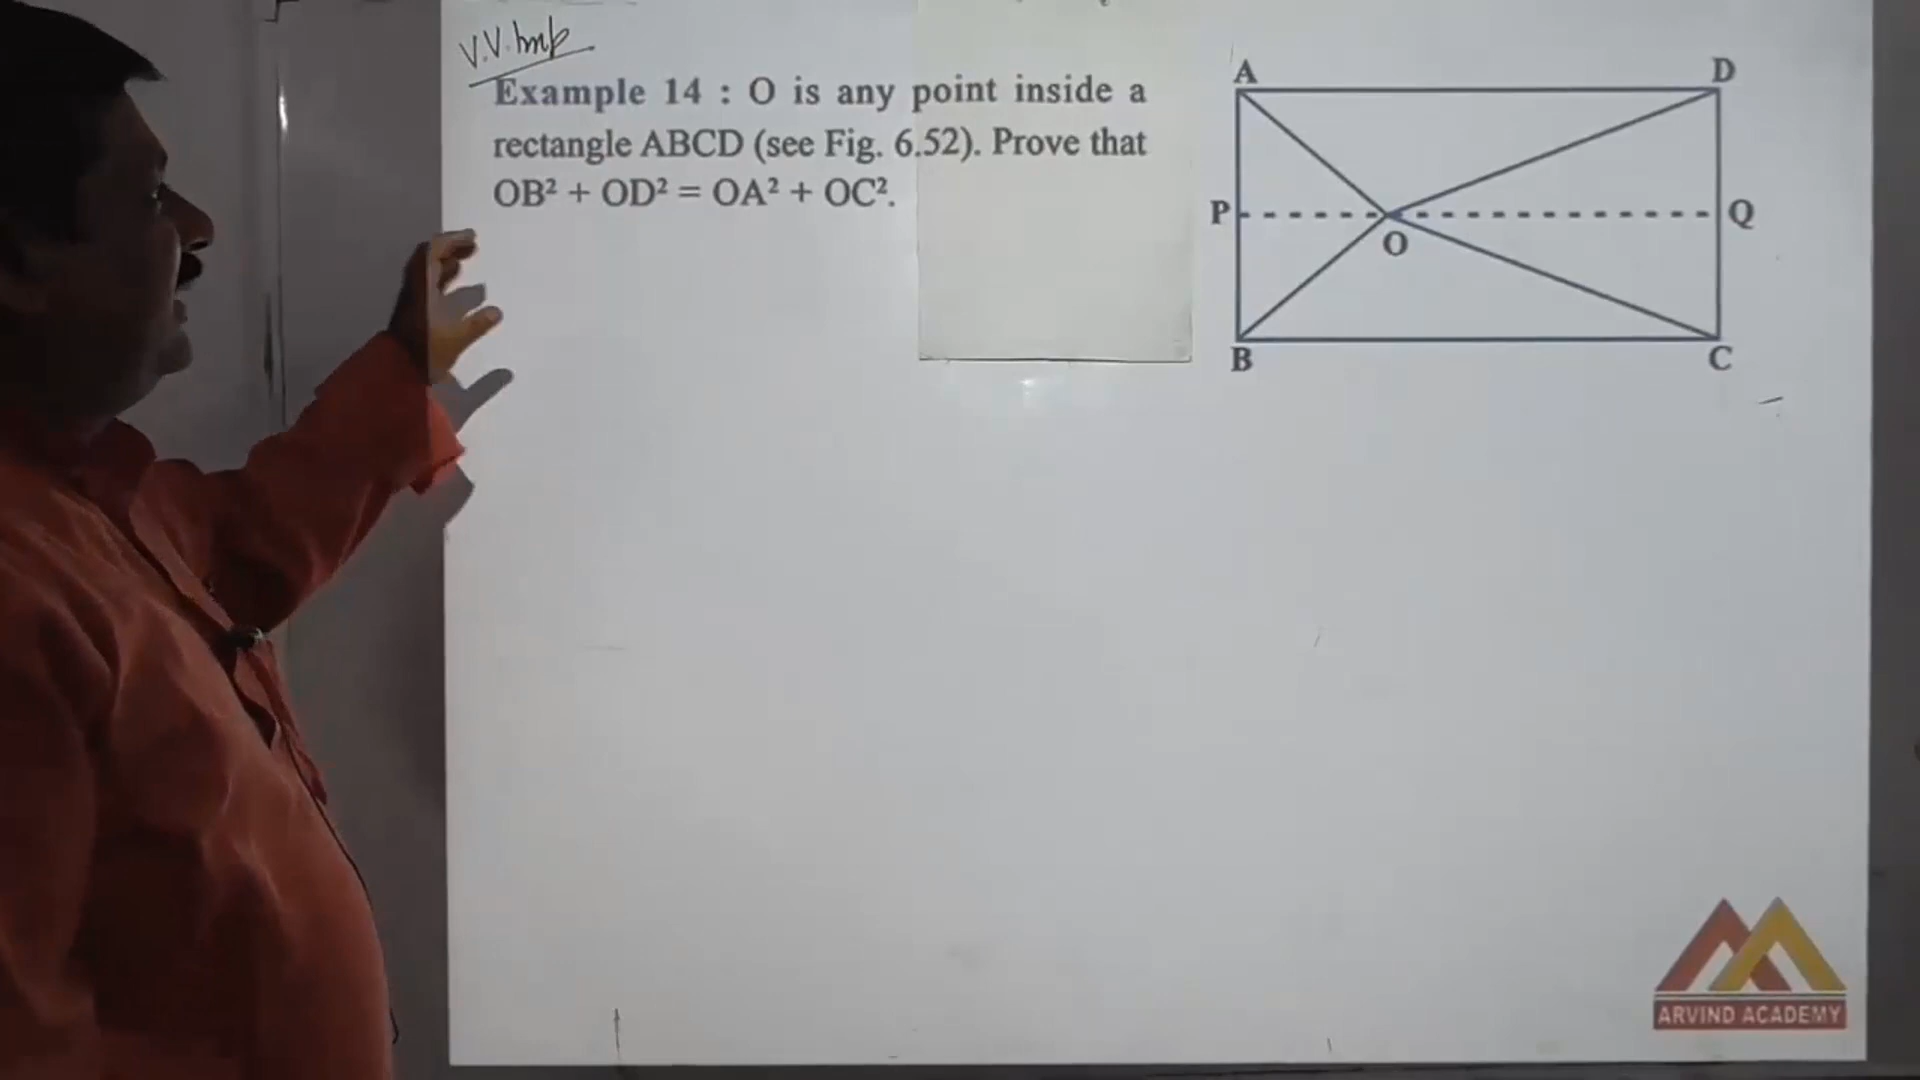 V.V.Imp
Example 14 : O is any point inside a
rectangle ABCD (see Fig. 6.52). Prove that
OB² + OD² = OA² + OC².
A D
P Q
O
B C
ARVIND ACADEMY